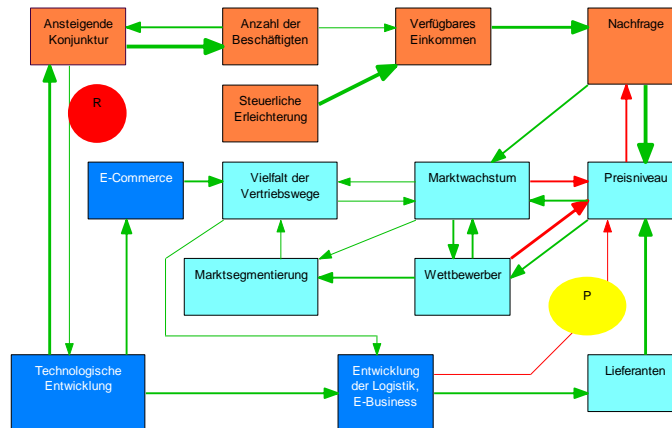 Ansteigende
Konjunktur
Anzahl der
Beschäftigten
Verfügbares
Einkommen
Nachfrage
R
Steuerliche
Erleichterung
E-Commerce
Vielfalt der
Vertriebswege
Marktwachstum
Preisniveau
Marktsegmentierung
Wettbewerber
P
Technologische
Entwicklung
Entwicklung
der Logistik,
E-Business
Lieferanten